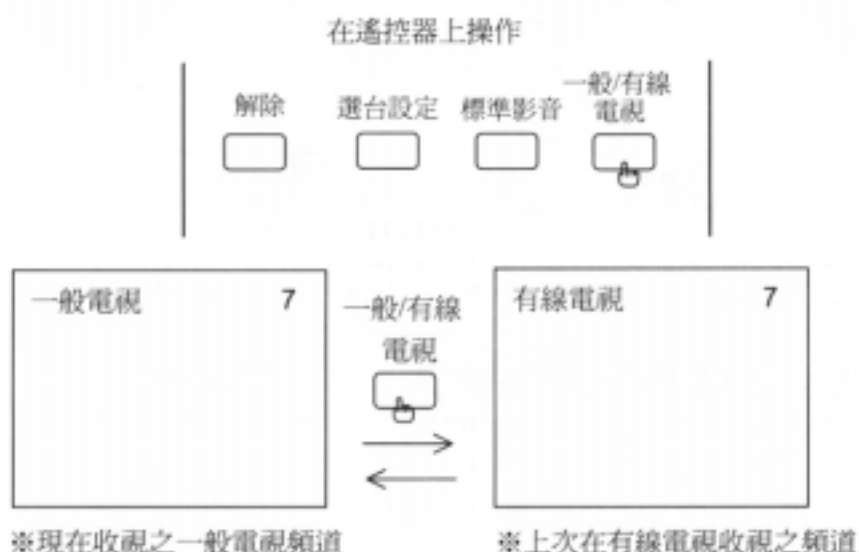 在遙控器上操作
解除 選台設定 標準影音 一般/有線
電視
一般電視 7
一般/有線
電視
有線電視 7
※現在收視之一般電視頻道
※上次在有線電視收視之頻道